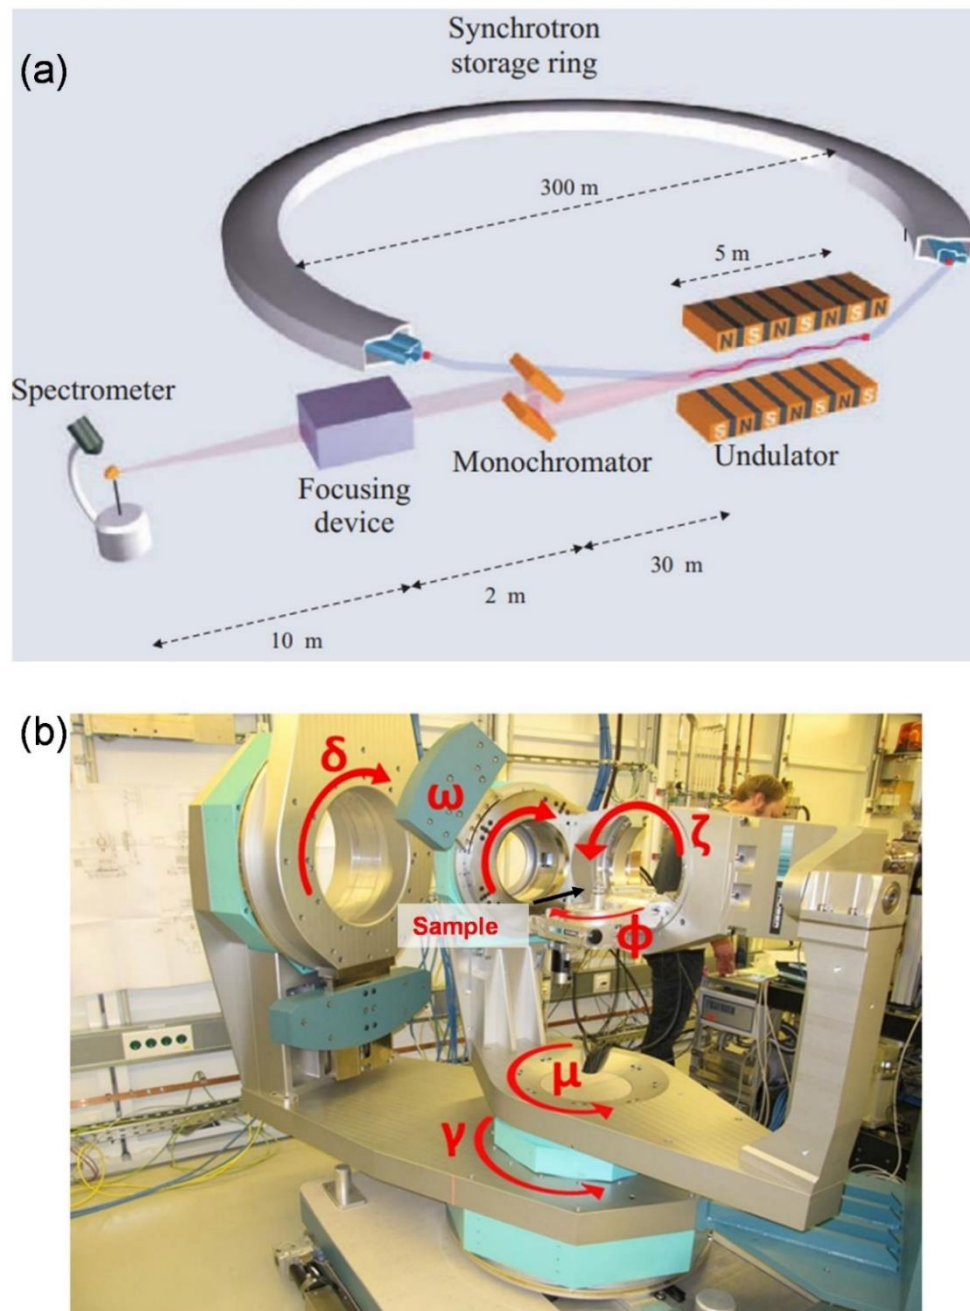 (a)
Synchrotron
storage ring
300 m
5 m
N S N S N S N
S N S N S N S
Spectrometer
Focusing
device
Monochromator
Undulator
10 m
2 m
30 m
(b)
δ
ω
ζ
Sample
ϕ
μ
γ